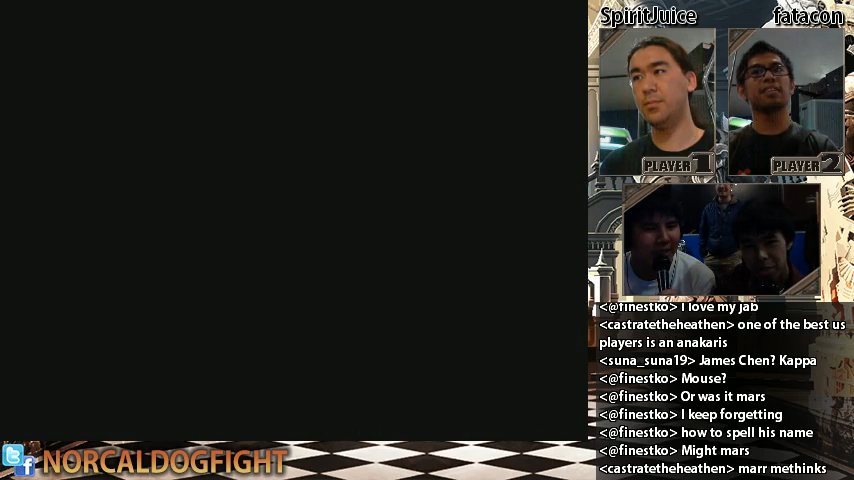 SpiritJuice fatacon
PLAYER 1 PLAYER 2
<@finestko> I love my jab
<castratetheheathen> one of the best us
players is an anakaris
<suna_suna19> James Chen? Kappa
<@finestko> Mouse?
<@finestko> Or was it mars
<@finestko> I keep forgetting
<@finestko> how to spell his name
<@finestko> Might mars
<castratetheheathen> marr methinks
NORCALDOGFIGHT